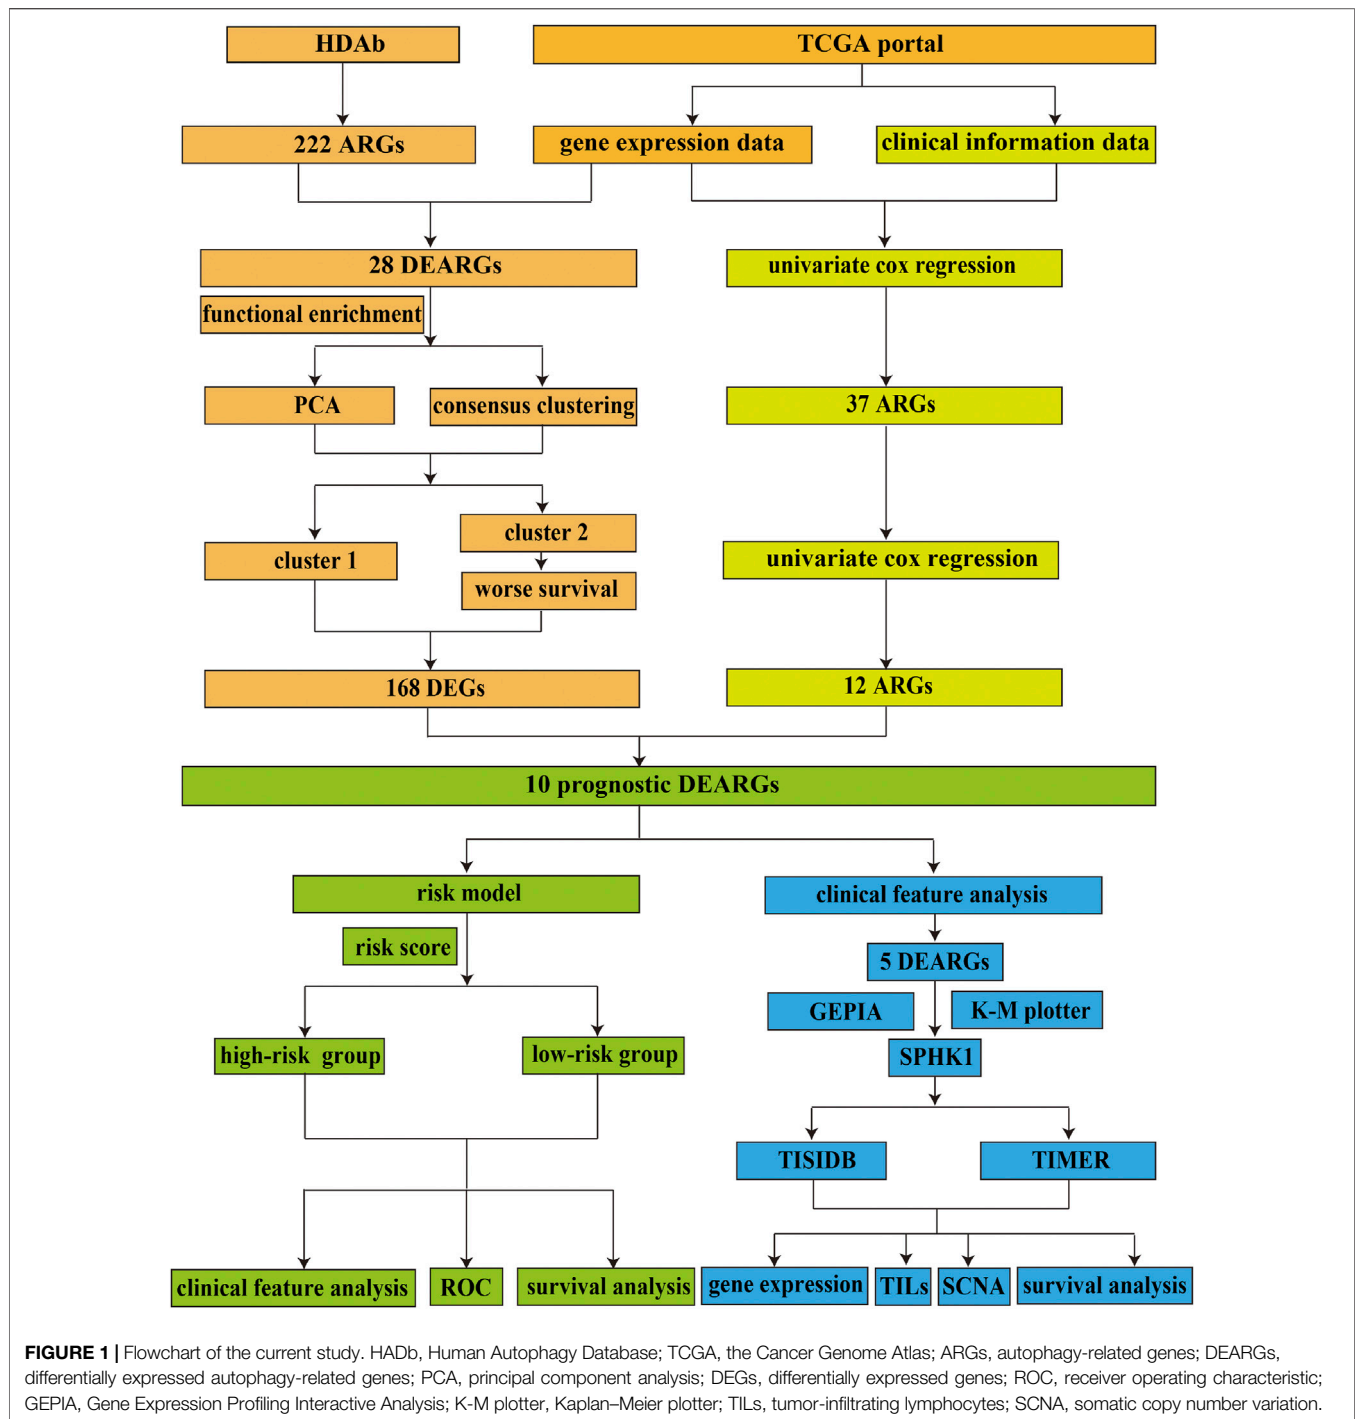 HDAb
TCGA portal
222 ARGs
gene expression data
clinical information data
28 DEARGs
univariate cox regression
functional enrichment
PCA
consensus clustering
37 ARGs
cluster 1
cluster 2
worse survival
univariate cox regression
168 DEGs
12 ARGs
10 prognostic DEARGs
risk model
clinical feature analysis
risk score
5 DEARGs
GEPIA
K-M plotter
high-risk group
low-risk group
SPHK1
TISIDB
TIMER
clinical feature analysis
ROC
survival analysis
gene expression
TILs
SCNA
survival analysis
FIGURE 1 | Flowchart of the current study. HADb, Human Autophagy Database; TCGA, the Cancer Genome Atlas; ARGs, autophagy-related genes; DEARGs,
differentially expressed autophagy-related genes; PCA, principal component analysis; DEGs, differentially expressed genes; ROC, receiver operating characteristic;
GEPIA, Gene Expression Profiling Interactive Analysis; K-M plotter, Kaplan–Meier plotter; TILs, tumor-infiltrating lymphocytes; SCNA, somatic copy number variation.